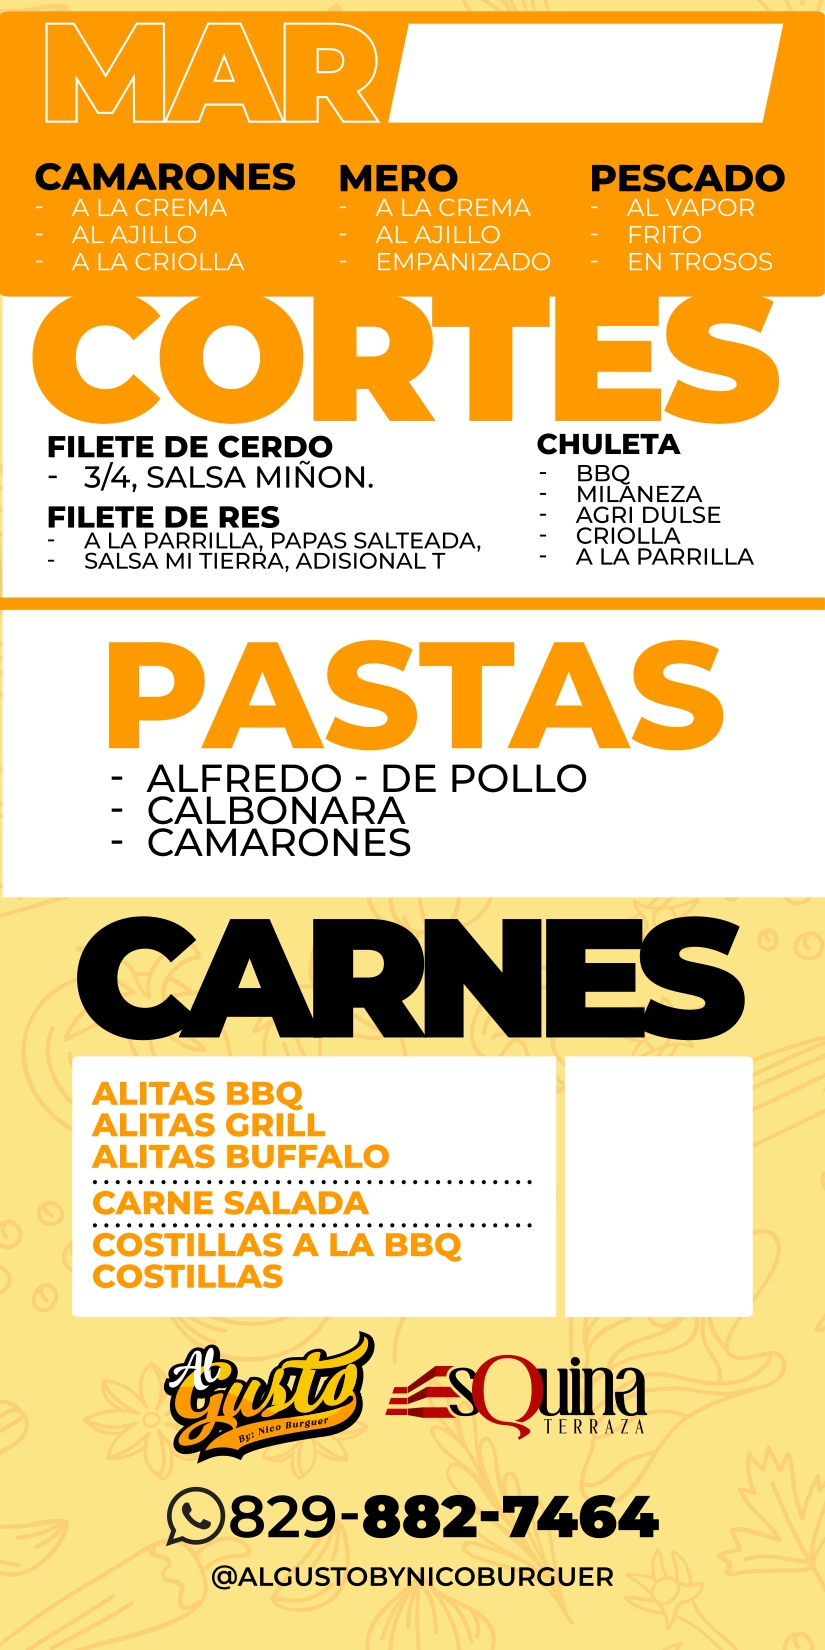 MAR
CAMARONES
- A LA CREMA
- AL AJILLO
- A LA CRIOLLA
MERO
- A LA CREMA
- AL AJILLO
- EMPANIZADO
PESCADO
- AL VAPOR
- FRITO
- EN TROSOS
CORTES
FILETE DE CERDO
- 3/4, SALSA MIÑON.
FILETE DE RES
- A LA PARRILLA, PAPAS SALTEADA,
- SALSA MI TIERRA, ADISIONAL T
CHULETA
- BBQ
- MILANEZA
- AGRI DULSE
- CRIOLLA
- A LA PARRILLA
PASTAS
- ALFREDO - DE POLLO
- CALBONARA
- CAMARONES
CARNES
ALITAS BBQ
ALITAS GRILL
ALITAS BUFFALO
CARNE SALADA
COSTILLAS A LA BBQ
COSTILLAS
Al
Gusto
By: Nico Burguer
EsQuina
TERRAZA
829-882-7464
@ALGUSTOBYNICOBURGUER